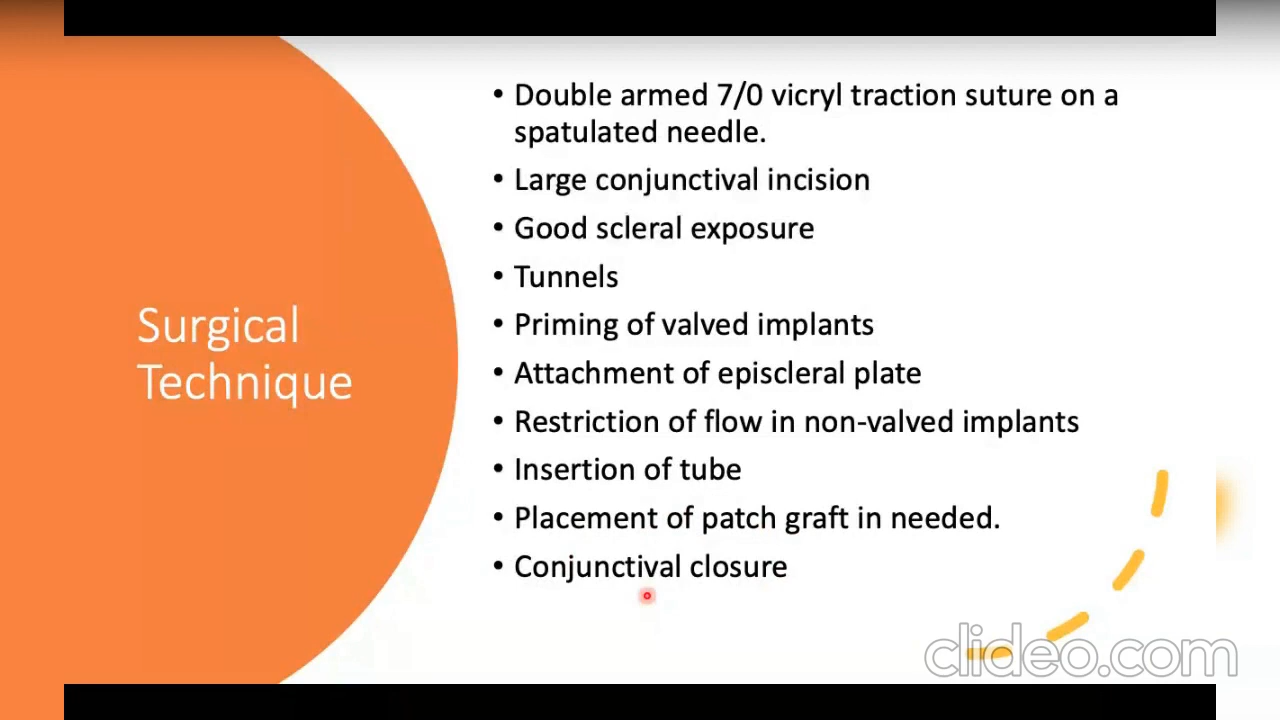 Surgical
Technique
• Double armed 7/0 vicryl traction suture on a
spatulated needle.
• Large conjunctival incision
• Good scleral exposure
• Tunnels
• Priming of valved implants
• Attachment of episcleral plate
• Restriction of flow in non-valved implants
• Insertion of tube
• Placement of patch graft in needed.
• Conjunctival closure
clideo.com